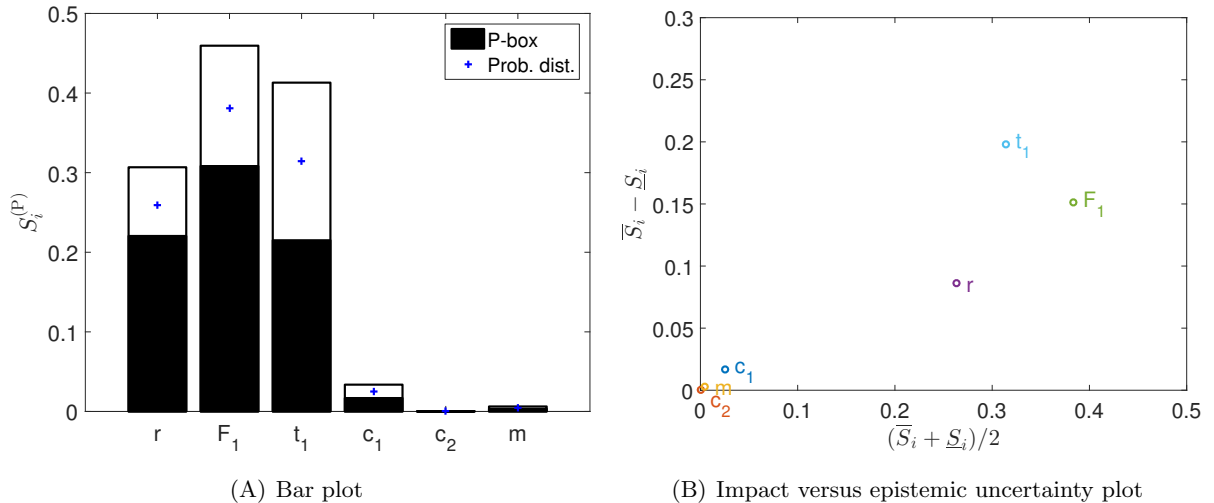 0.5
0.4
0.3
0.2
0.1
0
S_i^(P)
P-box
Prob. dist.
r F_1 t_1 c_1 c_2 m
(A) Bar plot
0.3
0.25
0.2
0.15
0.1
0.05
0
S̅_i − S̲_i
t_1
F_1
r
c_1
m
c_2
0 0.1 0.2 0.3 0.4 0.5
(S̅_i + S̲_i)/2
(B) Impact versus epistemic uncertainty plot